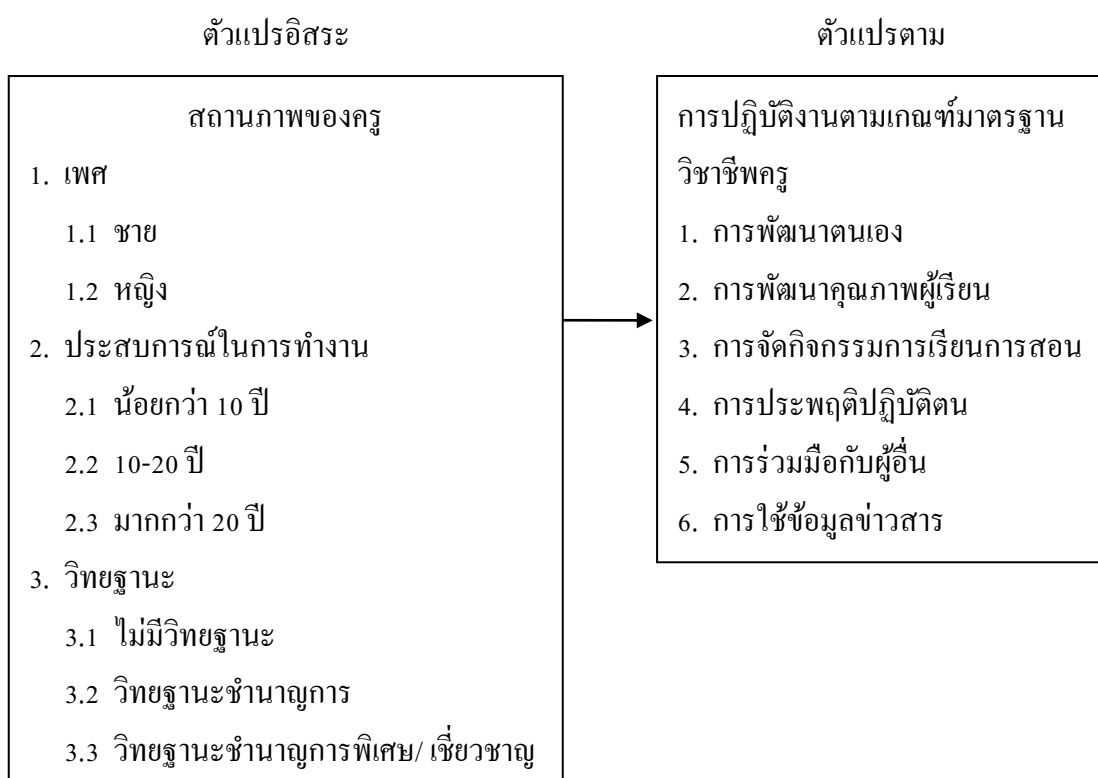 ตัวแปรอิสระ
สถานภาพของครู
1. เพศ
1.1 ชาย
1.2 หญิง
2. ประสบการณ์ในการทำงาน
2.1 น้อยกว่า 10 ปี
2.2 10-20 ปี
2.3 มากกว่า 20 ปี
3. วิทยฐานะ
3.1 ไม่มีวิทยฐานะ
3.2 วิทยฐานะชำนาญการ
3.3 วิทยฐานะชำนาญการพิเศษ/ เชี่ยวชาญ
ตัวแปรตาม
การปฏิบัติงานตามเกณฑ์มาตรฐาน
วิชาชีพครู
1. การพัฒนาตนเอง
2. การพัฒนาคุณภาพผู้เรียน
3. การจัดกิจกรรมการเรียนการสอน
4. การประพฤติปฏิบัติตน
5. การร่วมมือกับผู้อื่น
6. การใช้ข้อมูลข่าวสาร